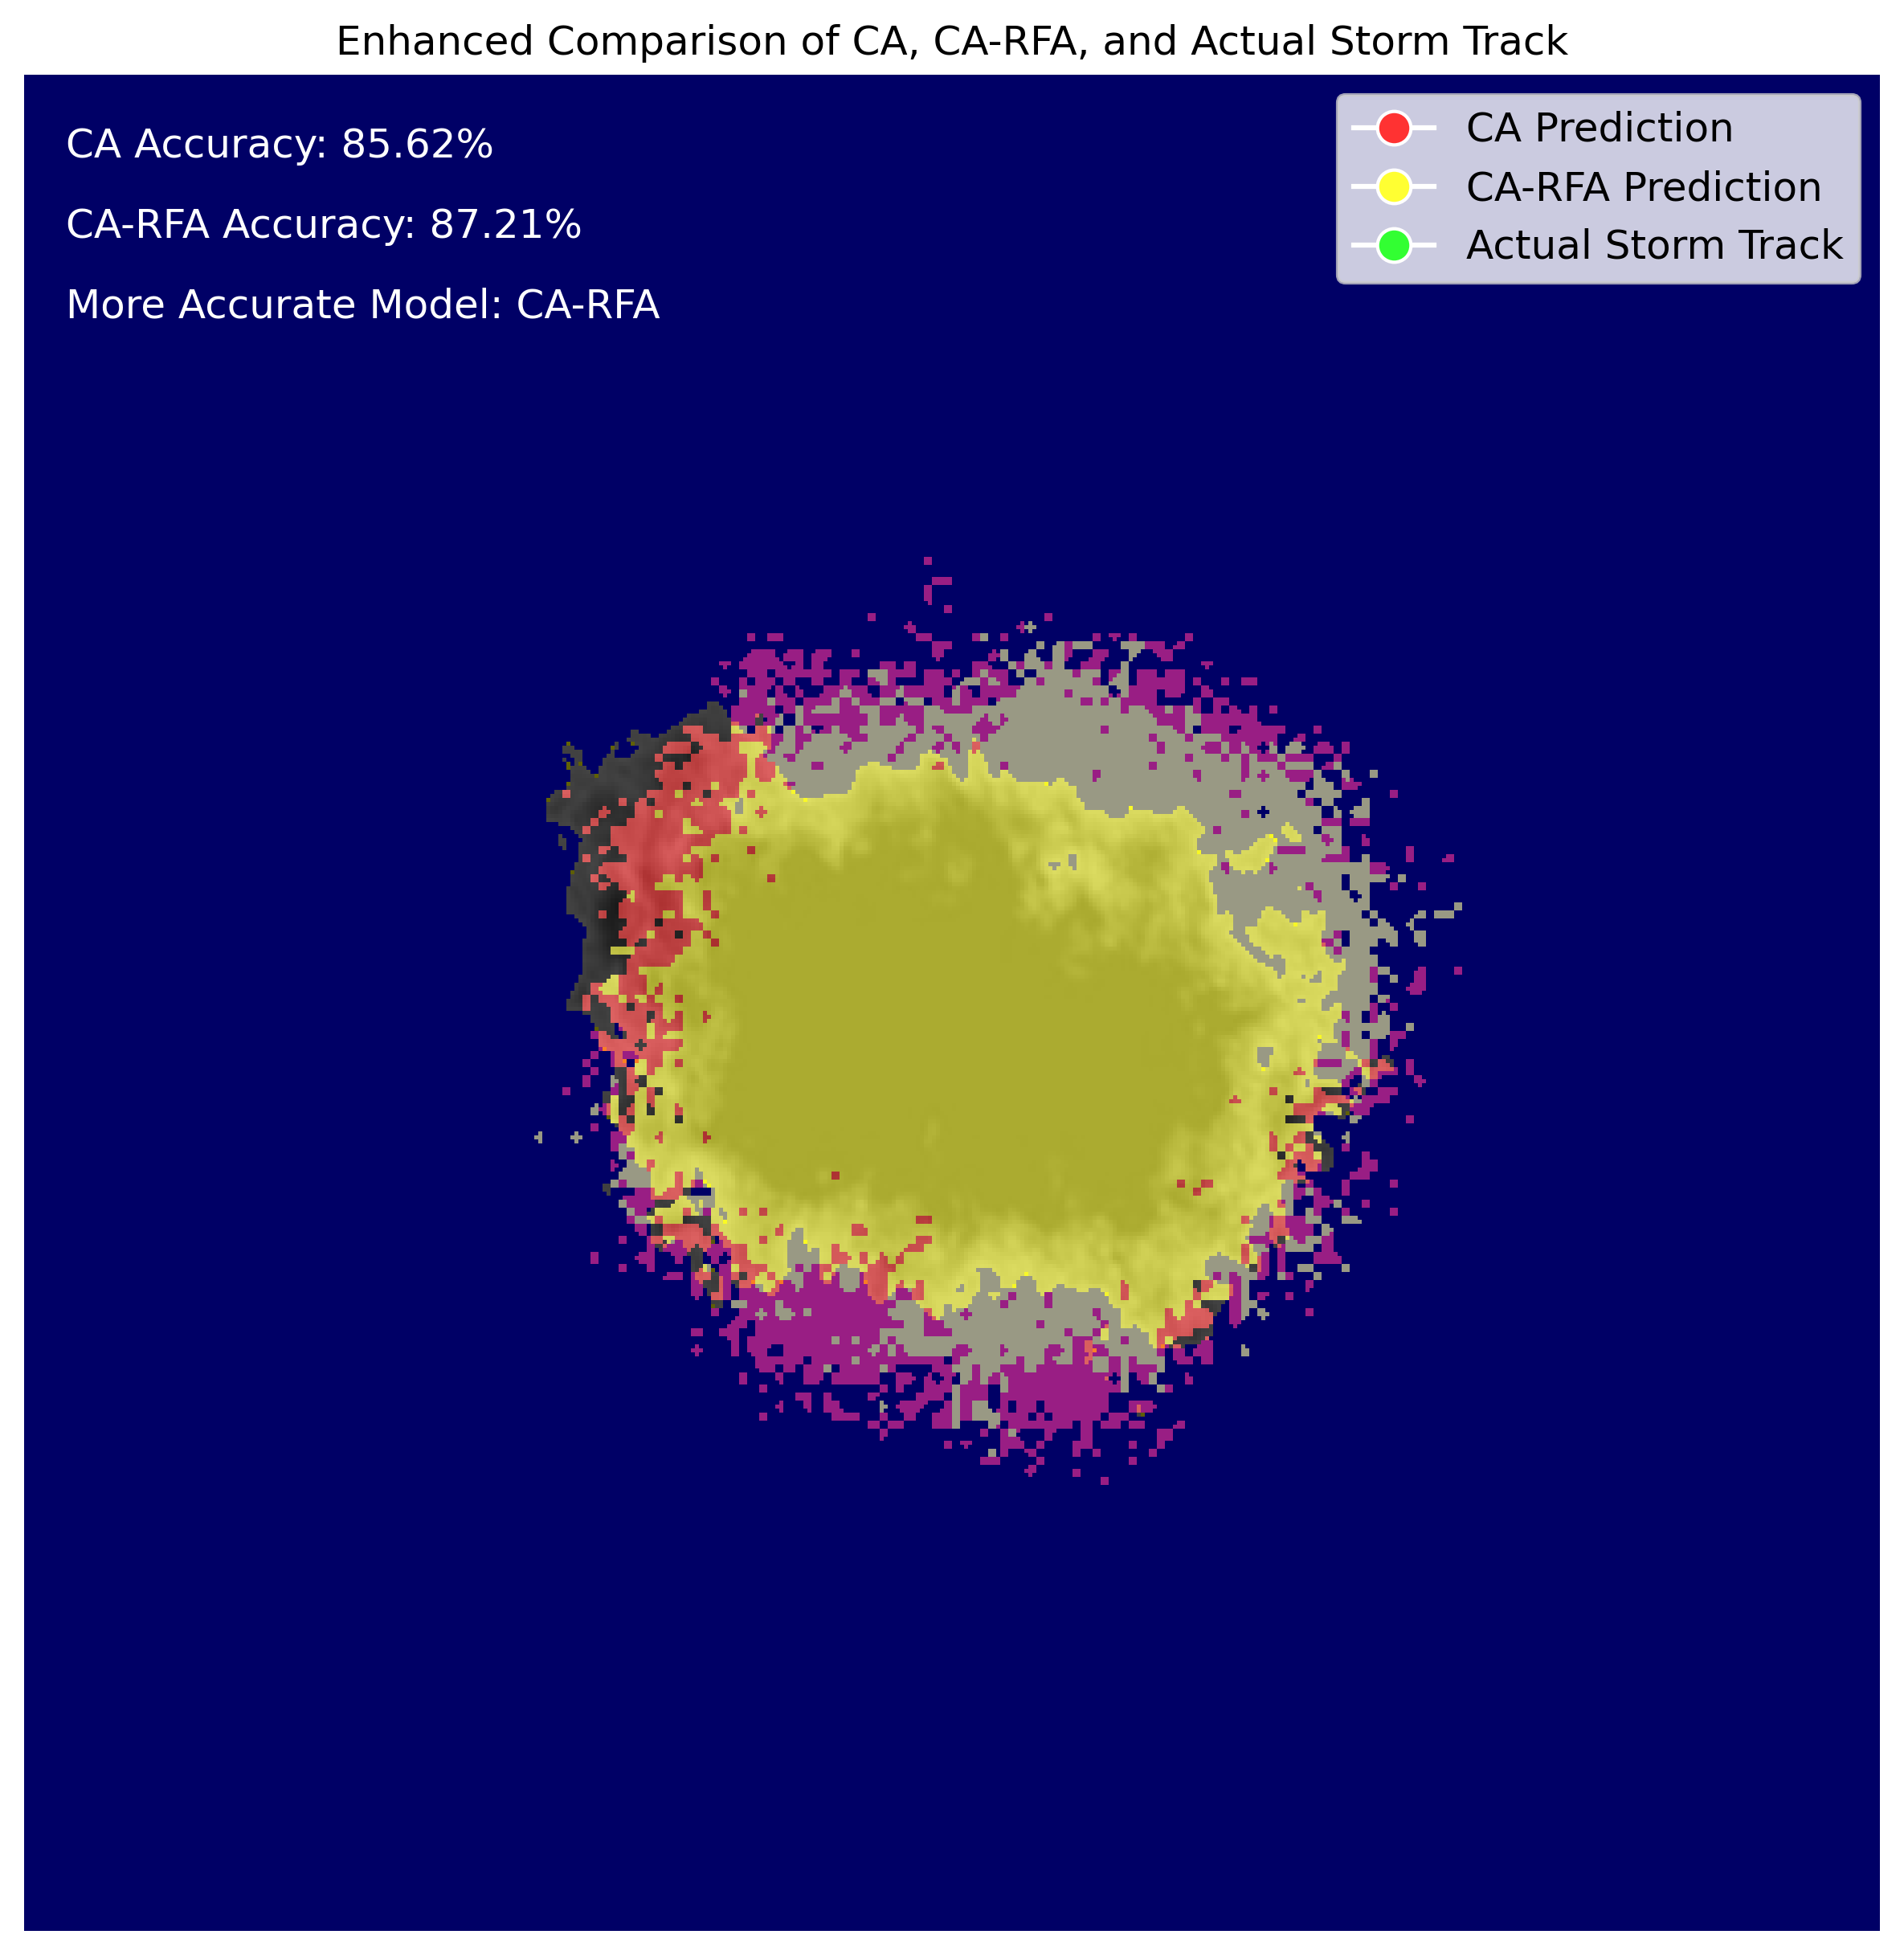 Enhanced Comparison of CA, CA-RFA, and Actual Storm Track
CA Accuracy: 85.62%
CA-RFA Accuracy: 87.21%
More Accurate Model: CA-RFA
CA Prediction
CA-RFA Prediction
Actual Storm Track